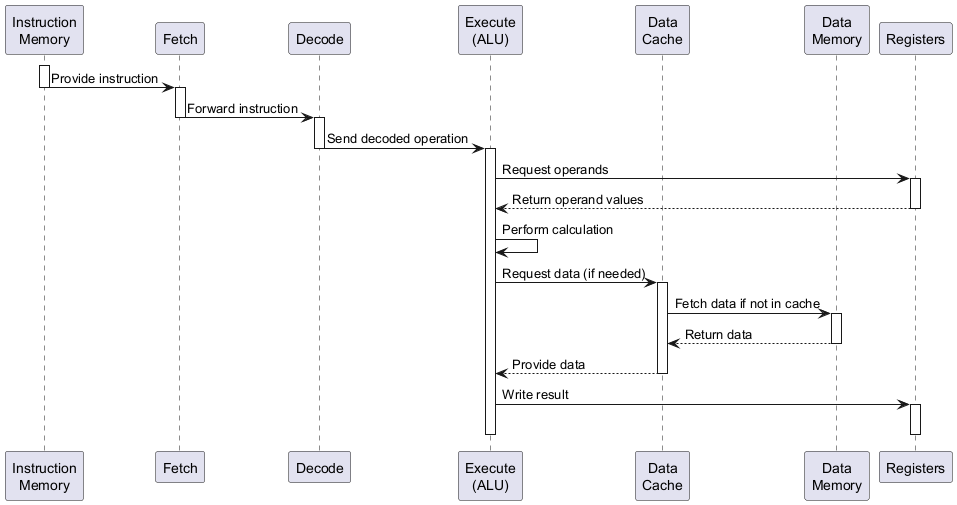 Instruction
Memory
Fetch
Decode
Execute
(ALU)
Data
Cache
Data
Memory
Registers
Provide instruction
Forward instruction
Send decoded operation
Request operands
Return operand values
Perform calculation
Request data (if needed)
Fetch data if not in cache
Return data
Provide data
Write result
Instruction
Memory
Fetch
Decode
Execute
(ALU)
Data
Cache
Data
Memory
Registers